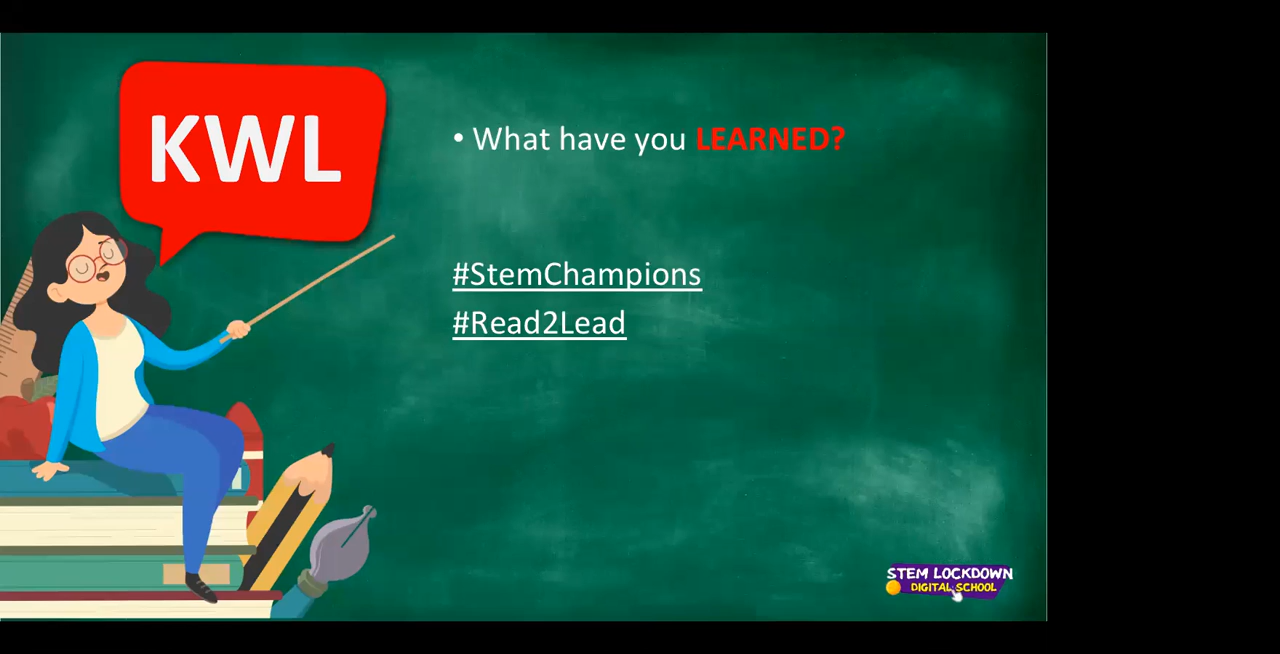 KWL
• What have you LEARNED?
#StemChampions
#Read2Lead
STEM LOCKDOWN
DIGITAL SCHOOL